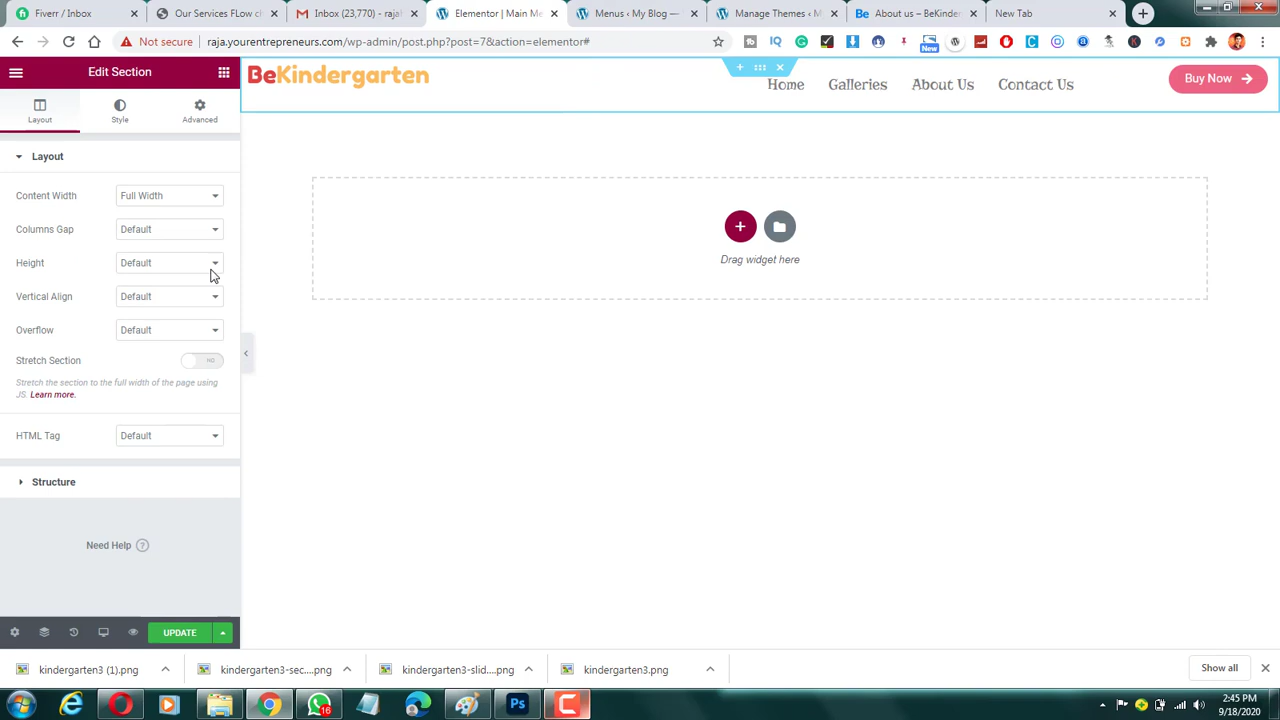 Fiverr / Inbox
Our Services FLow ch
Inbox (23,770) - raja
Elementor | Main Me
Menus ‹ My Blog —
Manage Themes ‹ M
About us – BeKinder
New Tab
Not secure
raja.yourentrepreneurs.com/wp-admin/post.php?post=7&action=elementor#
New
Edit Section
Layout
Style
Advanced
Layout
Content Width
Full Width
Columns Gap
Default
Height
Default
Vertical Align
Default
Overflow
Default
Stretch Section
NO
Stretch the section to the full width of the page using
JS. Learn more.
HTML Tag
Default
Structure
Need Help
UPDATE
BeKindergarten
Home
Galleries
About Us
Contact Us
Buy Now
Drag widget here
kindergarten3 (1).png
kindergarten3-sec....png
kindergarten3-slid....png
kindergarten3.png
Show all
16
Ps
2:45 PM
9/18/2020